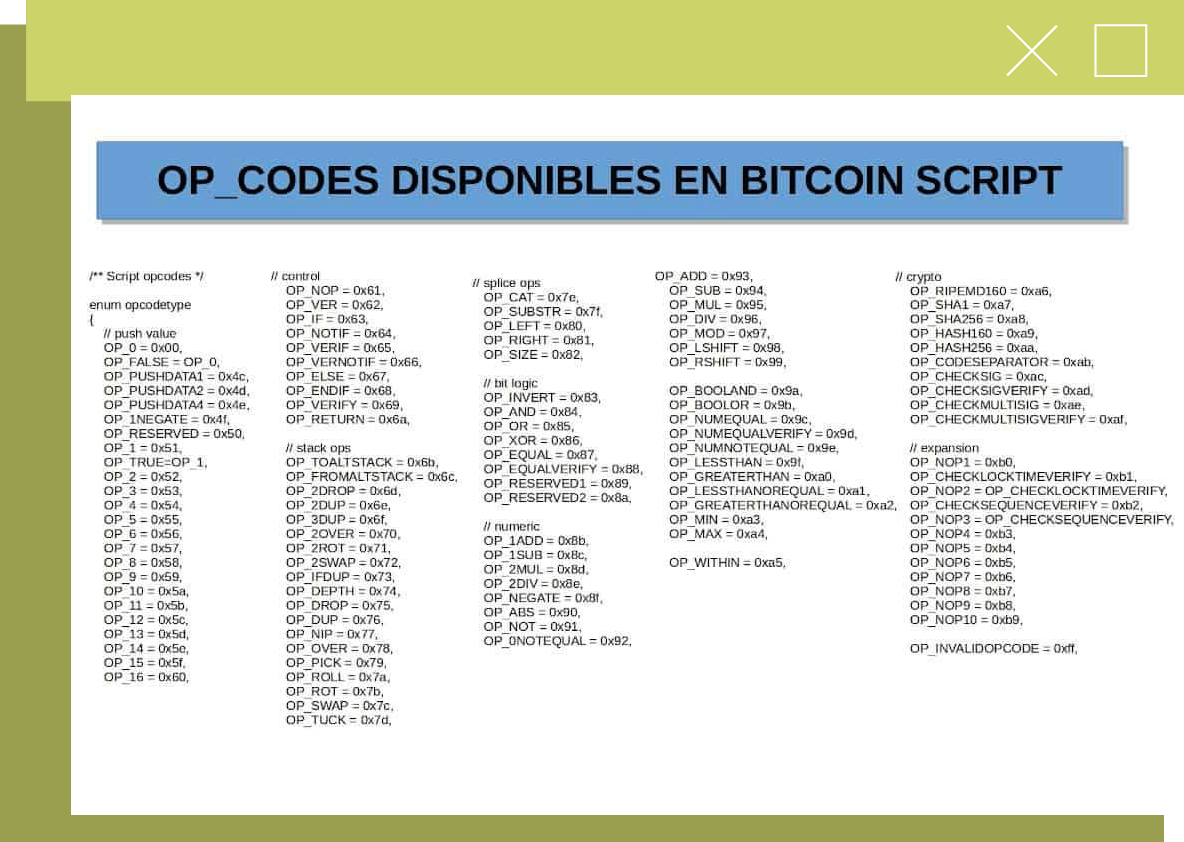 OP_CODES DISPONIBLES EN BITCOIN SCRIPT
/** Script opcodes */
enum opcodetype
{
// push value
OP_0 = 0x00,
OP_FALSE = OP_0,
OP_PUSHDATA1 = 0x4c,
OP_PUSHDATA2 = 0x4d,
OP_PUSHDATA4 = 0x4e,
OP_1NEGATE = 0x4f,
OP_RESERVED = 0x50,
OP_1 = 0x51,
OP_TRUE=OP_1,
OP_2 = 0x52,
OP_3 = 0x53,
OP_4 = 0x54,
OP_5 = 0x55,
OP_6 = 0x56,
OP_7 = 0x57,
OP_8 = 0x58,
OP_9 = 0x59,
OP_10 = 0x5a,
OP_11 = 0x5b,
OP_12 = 0x5c,
OP_13 = 0x5d,
OP_14 = 0x5e,
OP_15 = 0x5f,
OP_16 = 0x60,
// control
OP_NOP = 0x61,
OP_VER = 0x62,
OP_IF = 0x63,
OP_NOTIF = 0x64,
OP_VERIF = 0x65,
OP_VERNOTIF = 0x66,
OP_ELSE = 0x67,
OP_ENDIF = 0x68,
OP_VERIFY = 0x69,
OP_RETURN = 0x6a,
// stack ops
OP_TOALTSTACK = 0x6b,
OP_FROMALTSTACK = 0x6c,
OP_2DROP = 0x6d,
OP_2DUP = 0x6e,
OP_3DUP = 0x6f,
OP_2OVER = 0x70,
OP_2ROT = 0x71,
OP_2SWAP = 0x72,
OP_IFDUP = 0x73,
OP_DEPTH = 0x74,
OP_DROP = 0x75,
OP_DUP = 0x76,
OP_NIP = 0x77,
OP_OVER = 0x78,
OP_PICK = 0x79,
OP_ROLL = 0x7a,
OP_ROT = 0x7b,
OP_SWAP = 0x7c,
OP_TUCK = 0x7d,
// splice ops
OP_CAT = 0x7e,
OP_SUBSTR = 0x7f,
OP_LEFT = 0x80,
OP_RIGHT = 0x81,
OP_SIZE = 0x82,
// bit logic
OP_INVERT = 0x83,
OP_AND = 0x84,
OP_OR = 0x85,
OP_XOR = 0x86,
OP_EQUAL = 0x87,
OP_EQUALVERIFY = 0x88,
OP_RESERVED1 = 0x89,
OP_RESERVED2 = 0x8a,
// numeric
OP_1ADD = 0x8b,
OP_1SUB = 0x8c,
OP_2MUL = 0x8d,
OP_2DIV = 0x8e,
OP_NEGATE = 0x8f,
OP_ABS = 0x90,
OP_NOT = 0x91,
OP_0NOTEQUAL = 0x92,
OP_ADD = 0x93,
OP_SUB = 0x94,
OP_MUL = 0x95,
OP_DIV = 0x96,
OP_MOD = 0x97,
OP_LSHIFT = 0x98,
OP_RSHIFT = 0x99,
OP_BOOLAND = 0x9a,
OP_BOOLOR = 0x9b,
OP_NUMEQUAL = 0x9c,
OP_NUMEQUALVERIFY = 0x9d,
OP_NUMNOTEQUAL = 0x9e,
OP_LESSTHAN = 0x9f,
OP_GREATERTHAN = 0xa0,
OP_LESSTHANOREQUAL = 0xa1,
OP_GREATERTHANOREQUAL = 0xa2,
OP_MIN = 0xa3,
OP_MAX = 0xa4,
OP_WITHIN = 0xa5,
// crypto
OP_RIPEMD160 = 0xa6,
OP_SHA1 = 0xa7,
OP_SHA256 = 0xa8,
OP_HASH160 = 0xa9,
OP_HASH256 = 0xaa,
OP_CODESEPARATOR = 0xab,
OP_CHECKSIG = 0xac,
OP_CHECKSIGVERIFY = 0xad,
OP_CHECKMULTISIG = 0xae,
OP_CHECKMULTISIGVERIFY = 0xaf,
// expansion
OP_NOP1 = 0xb0,
OP_CHECKLOCKTIMEVERIFY = 0xb1,
OP_NOP2 = OP_CHECKLOCKTIMEVERIFY,
OP_CHECKSEQUENCEVERIFY = 0xb2,
OP_NOP3 = OP_CHECKSEQUENCEVERIFY,
OP_NOP4 = 0xb3,
OP_NOP5 = 0xb4,
OP_NOP6 = 0xb5,
OP_NOP7 = 0xb6,
OP_NOP8 = 0xb7,
OP_NOP9 = 0xb8,
OP_NOP10 = 0xb9,
OP_INVALIDOPCODE = 0xff,